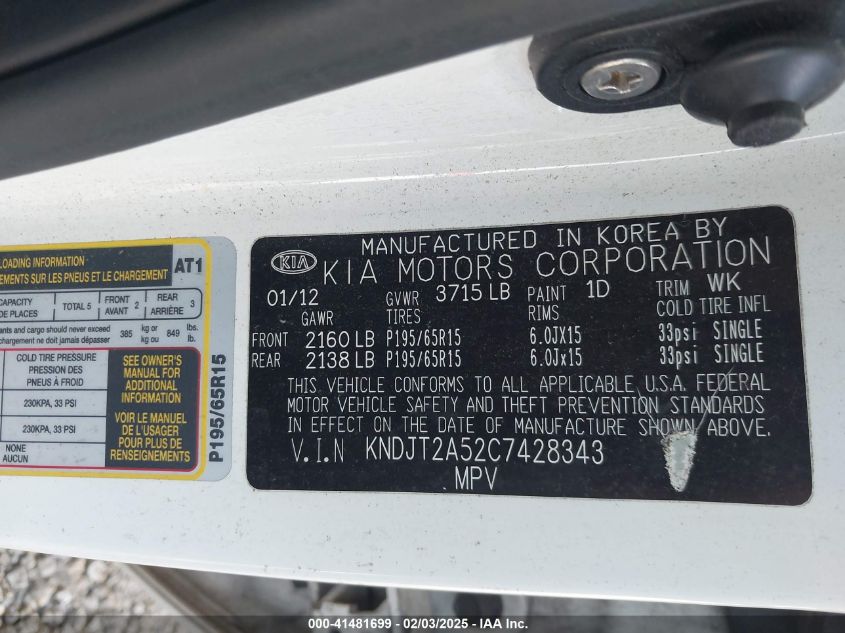 LOADING INFORMATION
EMENTS SUR LES PNEUS ET LE CHARGEMENT AT1
CAPACITY TOTAL 5 FRONT 2 REAR 3
DE PLACES AVANT ARRIÈRE
ants and cargo should never exceed 385 kg or 849 lbs.
chargement ne doit jamais dépasser kg ou lb.
COLD TIRE PRESSURE
PRESSION DES
PNEUS À FROID
230KPA, 33 PSI
230KPA, 33 PSI
NONE
AUCUN
SEE OWNER'S
MANUAL FOR
ADDITIONAL
INFORMATION
VOIR LE MANUEL
DE L'USAGER
POUR PLUS DE
RENSEIGNEMENTS
P195/65R15
MANUFACTURED IN KOREA BY
KIA KIA MOTORS CORPORATION
01/12 GVWR 3715 LB PAINT 1D TRIM WK
GAWR TIRES RIMS COLD TIRE INFL
FRONT 2160 LB P195/65R15 6.0JX15 33psi SINGLE
REAR 2138 LB P195/65R15 6.0Jx15 33psi SINGLE
THIS VEHICLE CONFORMS TO ALL APPLICABLE U.S.A. FEDERAL
MOTOR VEHICLE SAFETY AND THEFT PREVENTION STANDARDS
IN EFFECT ON THE DATE OF MANUFACTURE SHOWN ABOVE.
V.I.N KNDJT2A52C7428343
MPV
000-41481699 - 02/03/2025 - IAA, Inc.